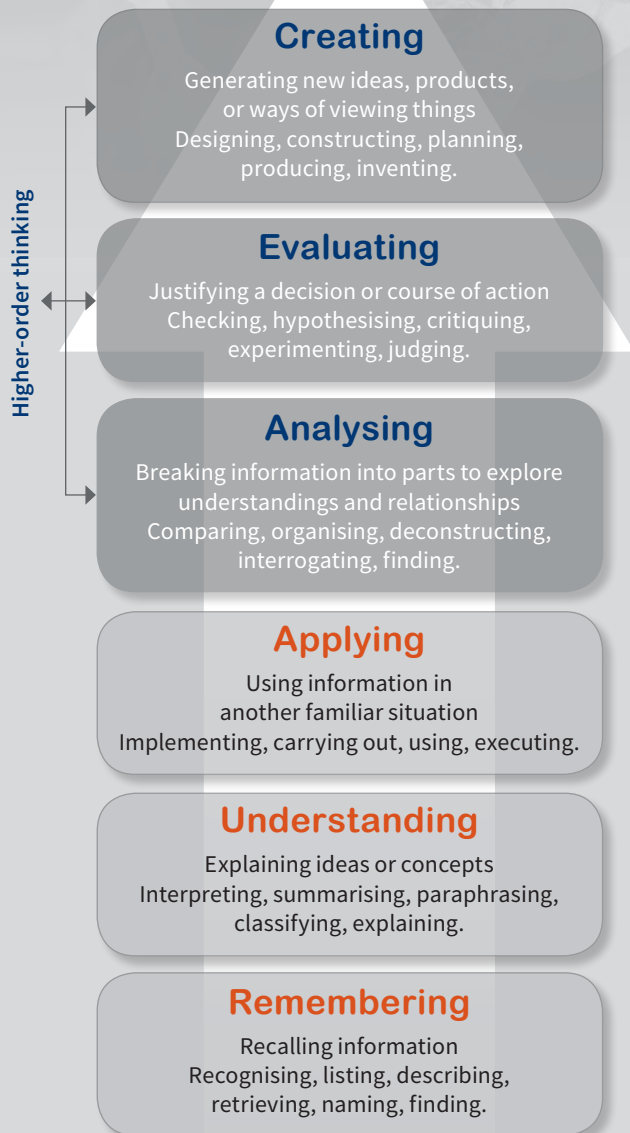 Creating
Generating new ideas, products,
or ways of viewing things
Designing, constructing, planning,
producing, inventing.
Higher-order thinking
Evaluating
Justifying a decision or course of action
Checking, hypothesising, critiquing,
experimenting, judging.
Analysing
Breaking information into parts to explore
understandings and relationships
Comparing, organising, deconstructing,
interrogating, finding.
Applying
Using information in
another familiar situation
Implementing, carrying out, using, executing.
Understanding
Explaining ideas or concepts
Interpreting, summarising, paraphrasing,
classifying, explaining.
Remembering
Recalling information
Recognising, listing, describing,
retrieving, naming, finding.